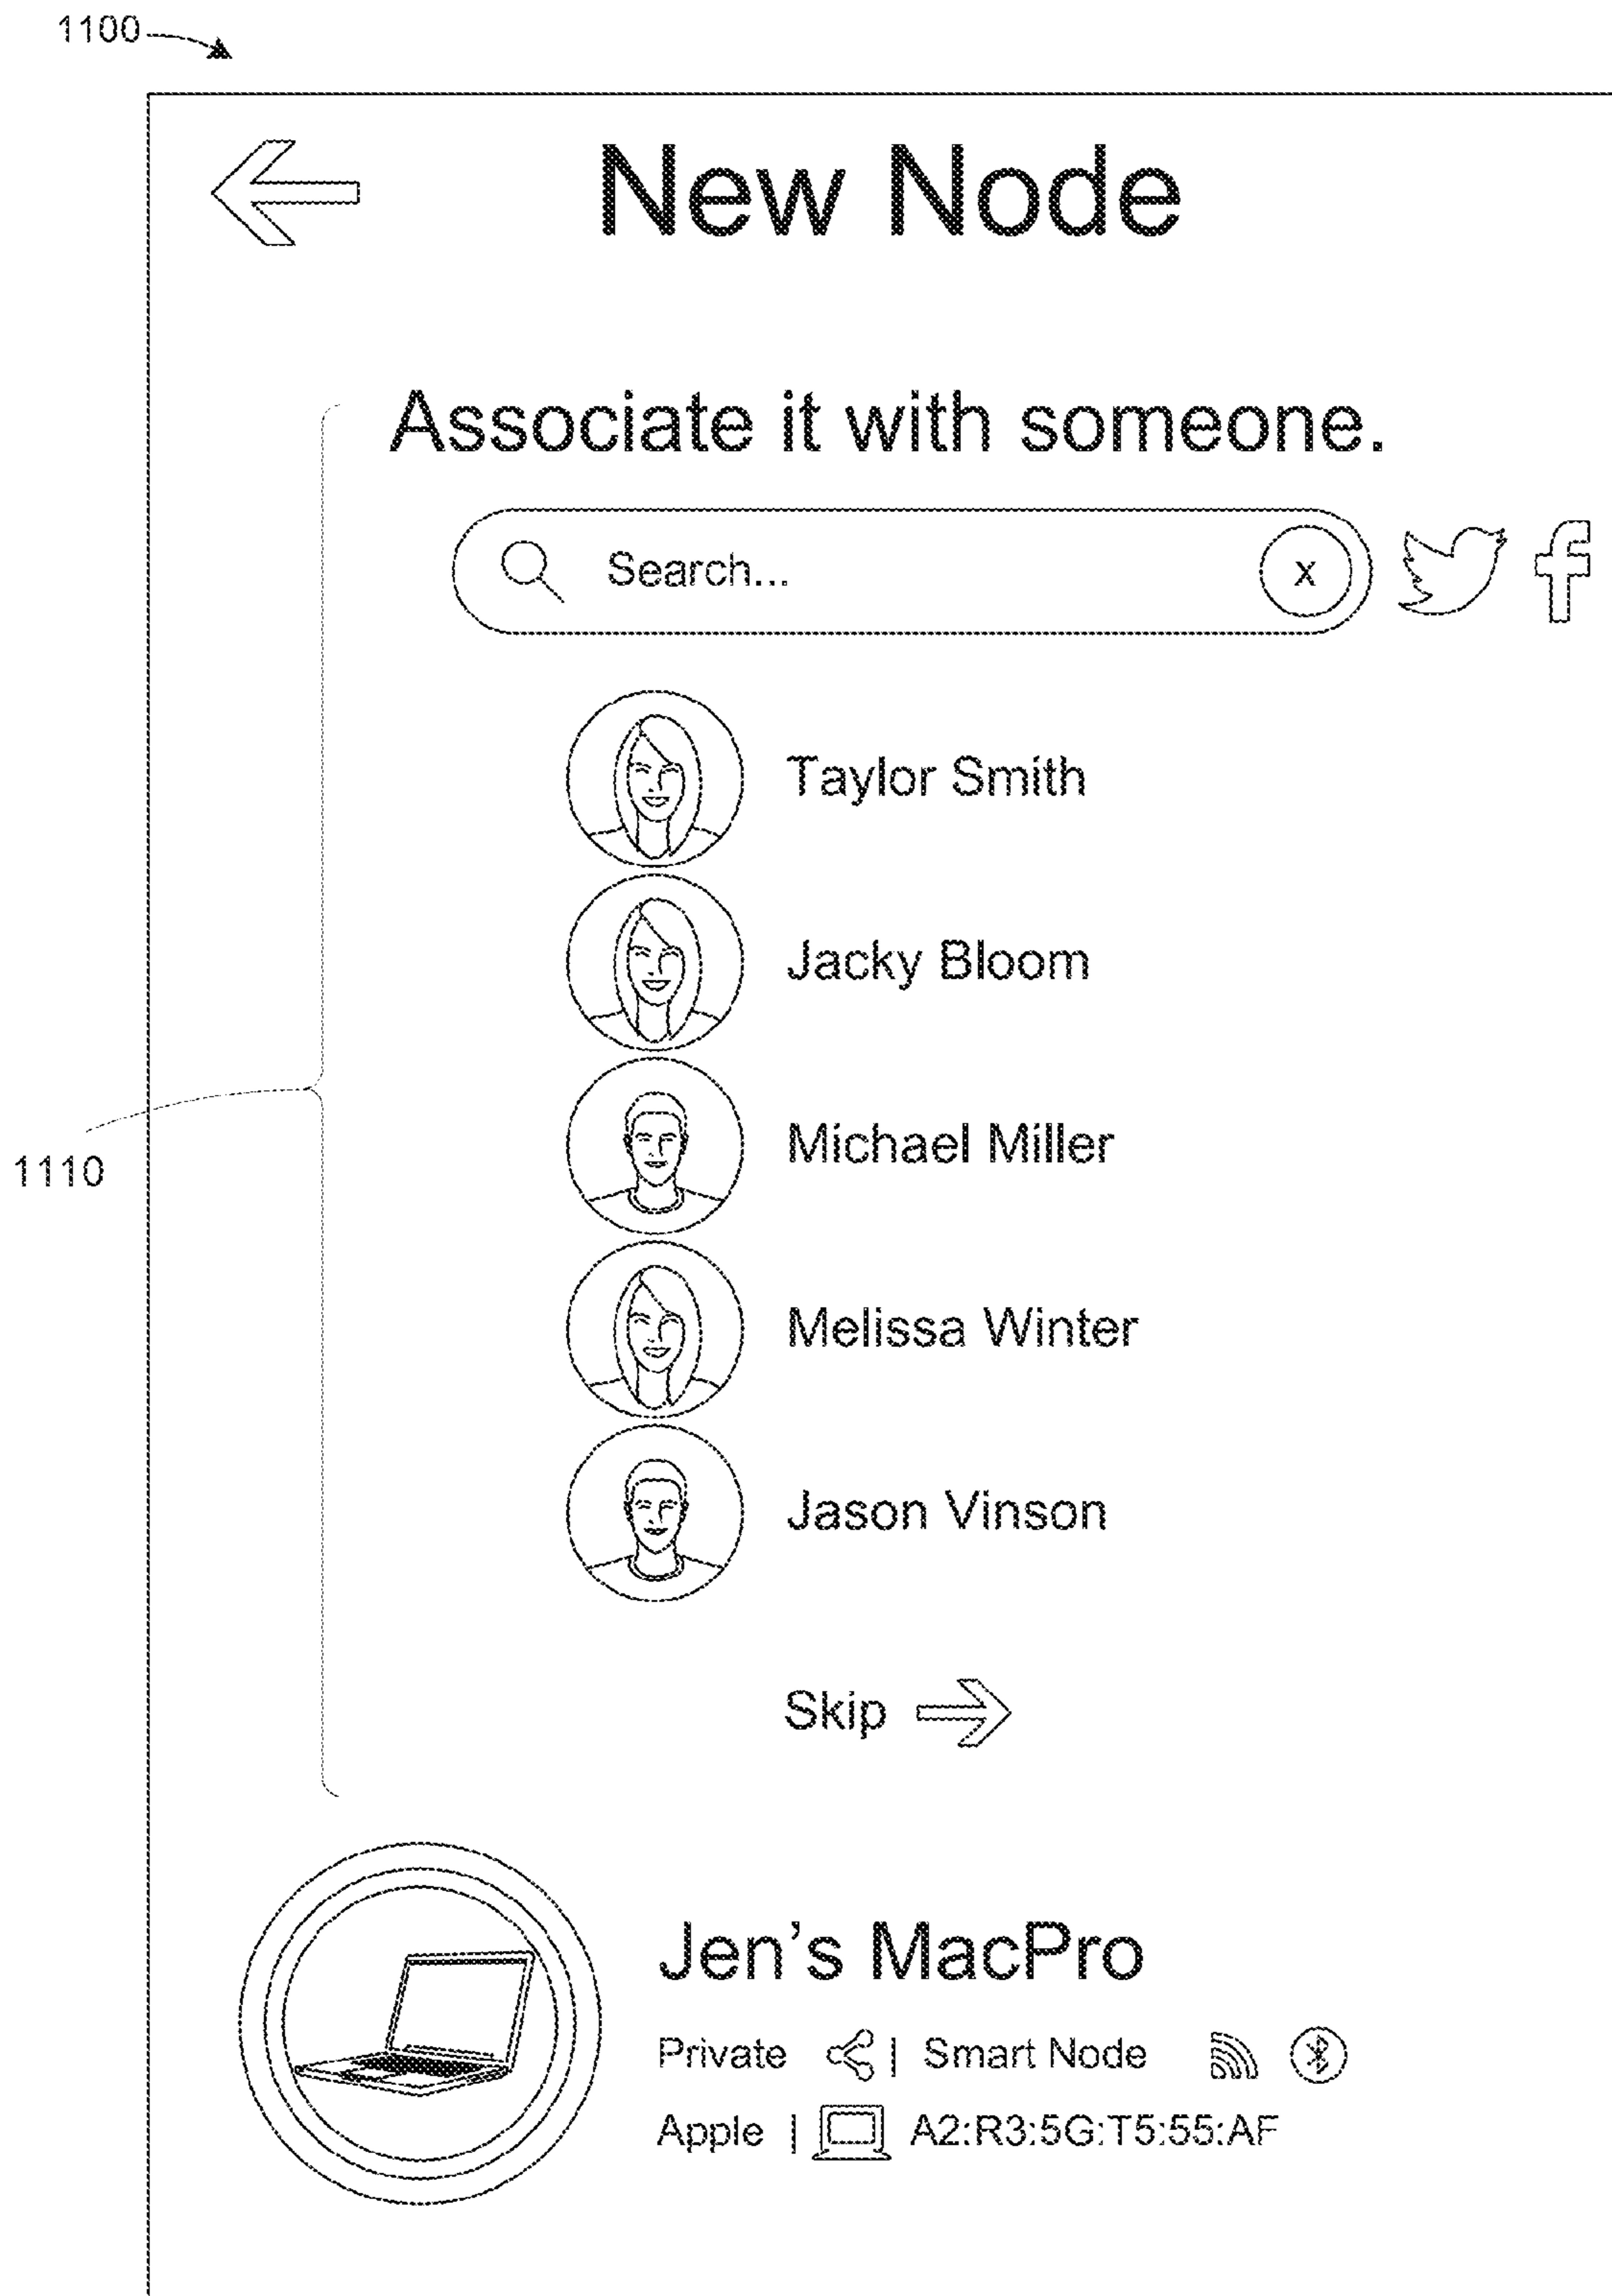 1100
New Node
Associate it with someone.
Search... x
Taylor Smith
Jacky Bloom
Michael Miller
1110
Melissa Winter
Jason Vinson
Skip
Jen's MacPro
Private | Smart Node
Apple | A2:R3:5G:T5:55:AF